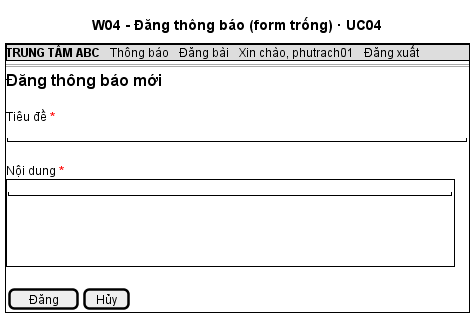 W04 - Đăng thông báo (form trống) · UC04
TRUNG TÂM ABC Thông báo Đăng bài Xin chào, phutrach01 Đăng xuất
Đăng thông báo mới
Tiêu đề *
Nội dung *
Đăng Hủy